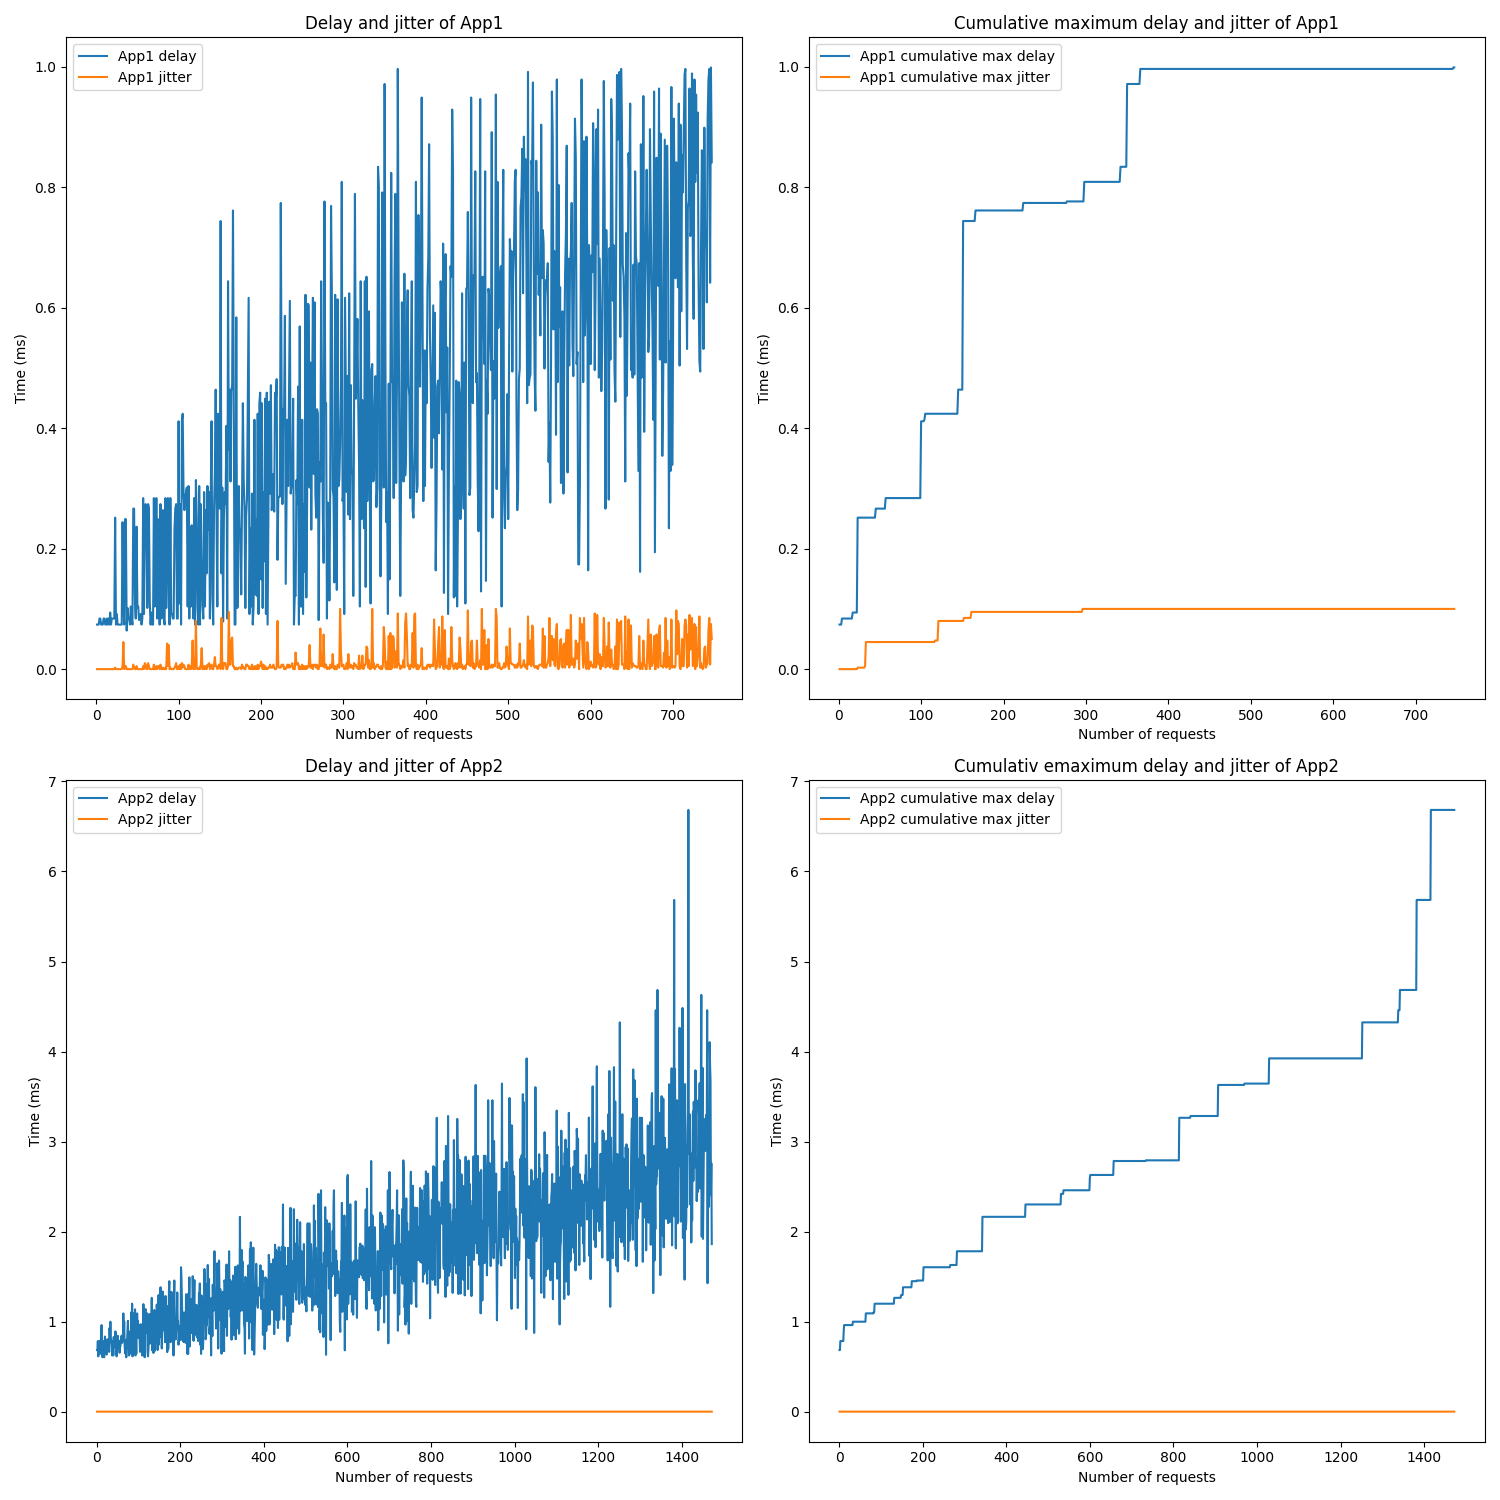 Delay and jitter of App1
App1 delay
App1 jitter
1.0
0.8
0.6
0.4
0.2
0.0
Time (ms)
0 100 200 300 400 500 600 700
Number of requests
Cumulative maximum delay and jitter of App1
App1 cumulative max delay
App1 cumulative max jitter
1.0
0.8
0.6
0.4
0.2
0.0
Time (ms)
0 100 200 300 400 500 600 700
Number of requests
Delay and jitter of App2
App2 delay
App2 jitter
7
6
5
4
3
2
1
0
Time (ms)
0 200 400 600 800 1000 1200 1400
Number of requests
Cumulativ emaximum delay and jitter of App2
App2 cumulative max delay
App2 cumulative max jitter
7
6
5
4
3
2
1
0
Time (ms)
0 200 400 600 800 1000 1200 1400
Number of requests